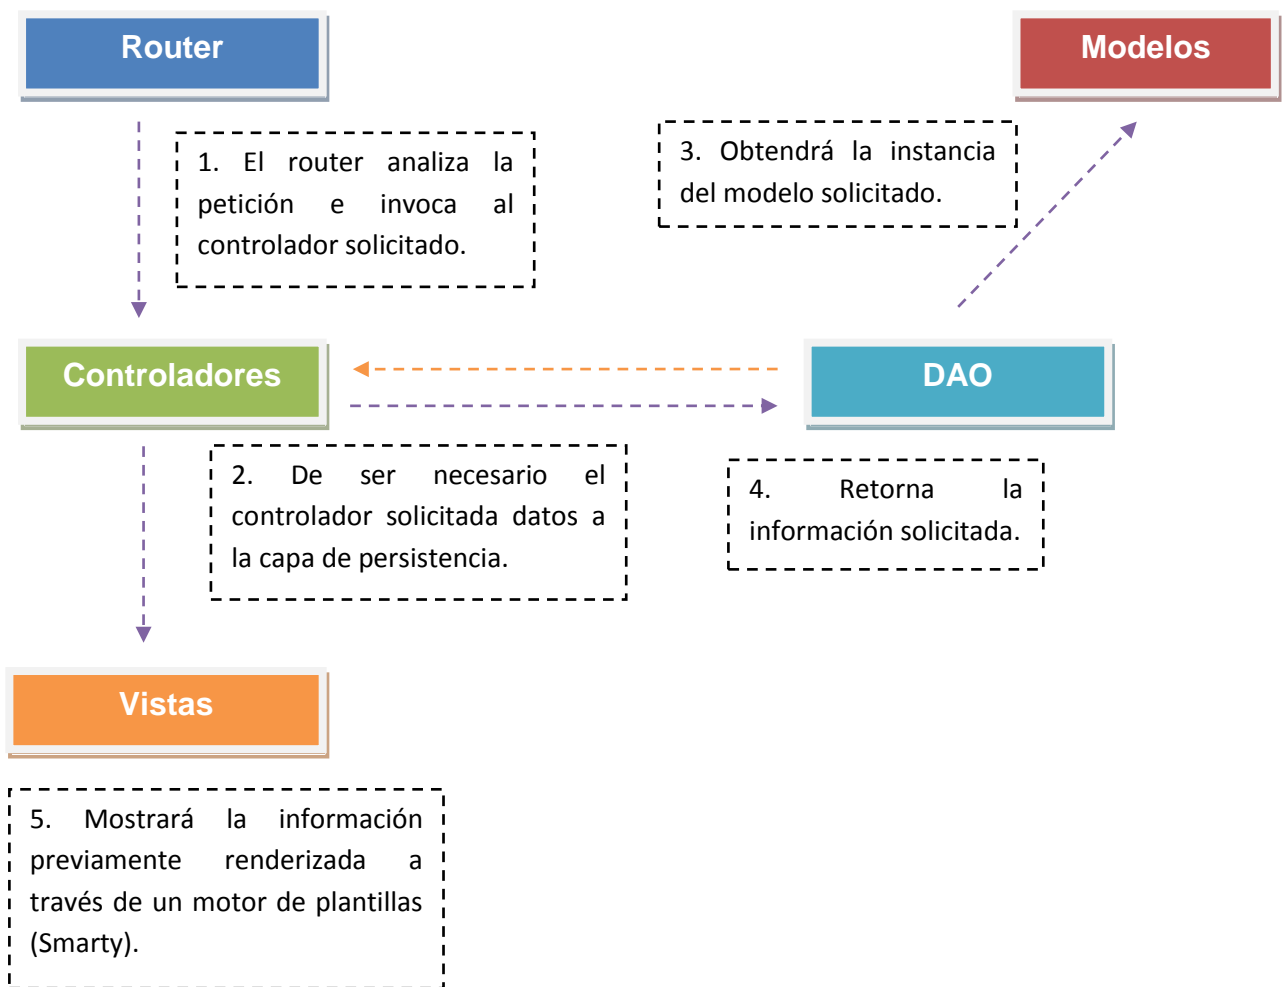 Router
Modelos
1. El router analiza la
petición e invoca al
controlador solicitado.
3. Obtendrá la instancia
del modelo solicitado.
Controladores
DAO
2. De ser necesario el
controlador solicitada datos a
la capa de persistencia.
4. Retorna la
información solicitada.
Vistas
5. Mostrará la información
previamente renderizada a
través de un motor de plantillas
(Smarty).